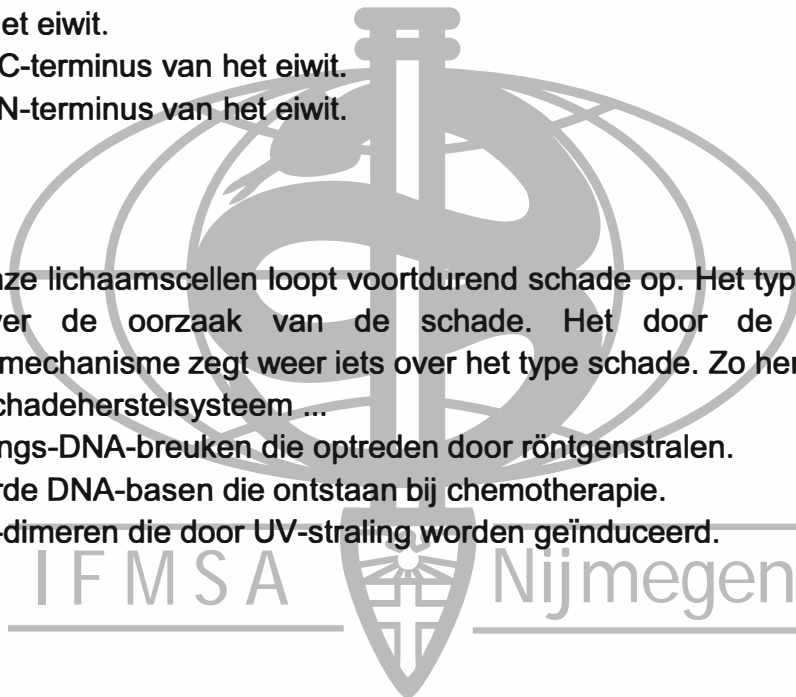 et eiwit.
C-terminus van het eiwit.
N-terminus van het eiwit.
ze lichaamscellen loopt voortdurend schade op. Het typ
ver de oorzaak van de schade. Het door de
mechanisme zegt weer iets over het type schade. Zo her
chadeherstelsysteem ...
ngs-DNA-breuken die optreden door röntgenstralen.
rde DNA-basen die ontstaan bij chemotherapie.
-dimeren die door UV-straling worden geïnduceerd.
IFMSA Nijmegen